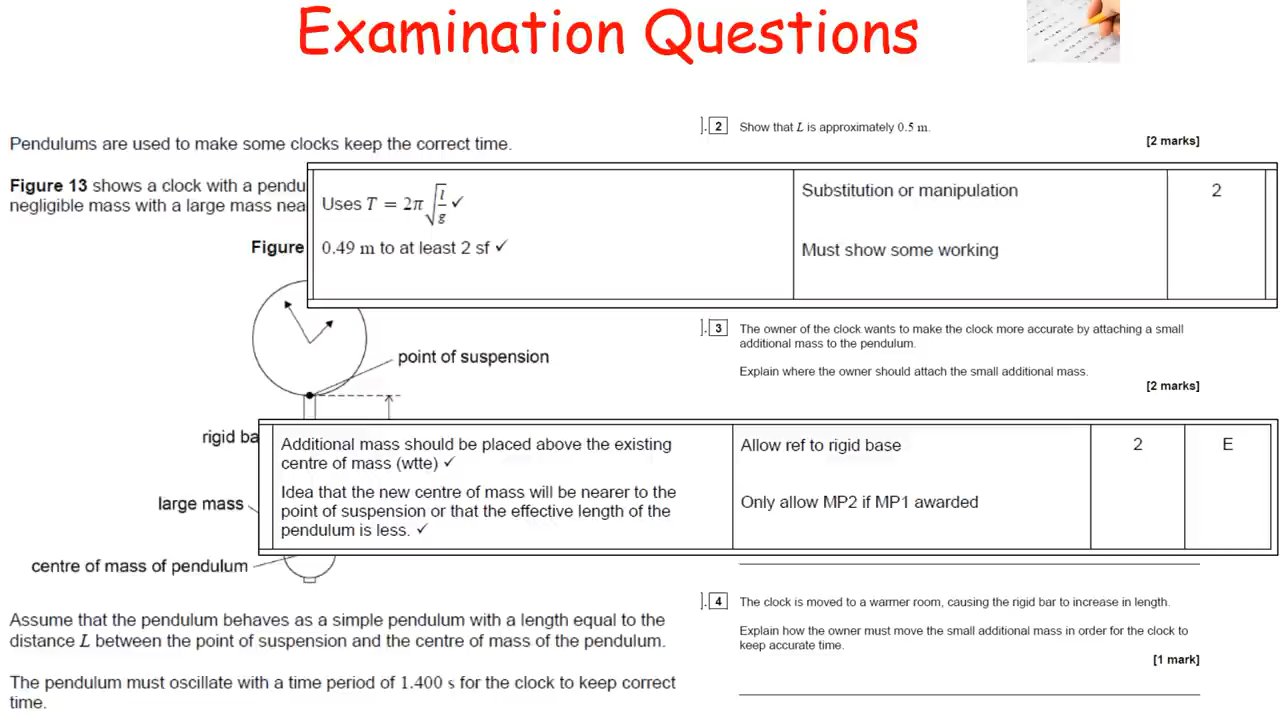 Examination Questions
Pendulums are used to make some clocks keep the correct time.
Figure 13 shows a clock with a pendu
negligible mass with a large mass nea
Figure
point of suspension
rigid ba
large mass
centre of mass of pendulum
Assume that the pendulum behaves as a simple pendulum with a length equal to the
distance L between the point of suspension and the centre of mass of the pendulum.
The pendulum must oscillate with a time period of 1.400 s for the clock to keep correct
time.
].2 Show that L is approximately 0.5 m.
[2 marks]
Uses T = 2π√(l/g) ✓ Substitution or manipulation 2
0.49 m to at least 2 sf ✓ Must show some working
].3 The owner of the clock wants to make the clock more accurate by attaching a small
additional mass to the pendulum.
Explain where the owner should attach the small additional mass.
[2 marks]
Additional mass should be placed above the existing
centre of mass (wtte) ✓
Idea that the new centre of mass will be nearer to the
point of suspension or that the effective length of the
pendulum is less. ✓
Allow ref to rigid base
Only allow MP2 if MP1 awarded
2
E
].4 The clock is moved to a warmer room, causing the rigid bar to increase in length.
Explain how the owner must move the small additional mass in order for the clock to
keep accurate time.
[1 mark]